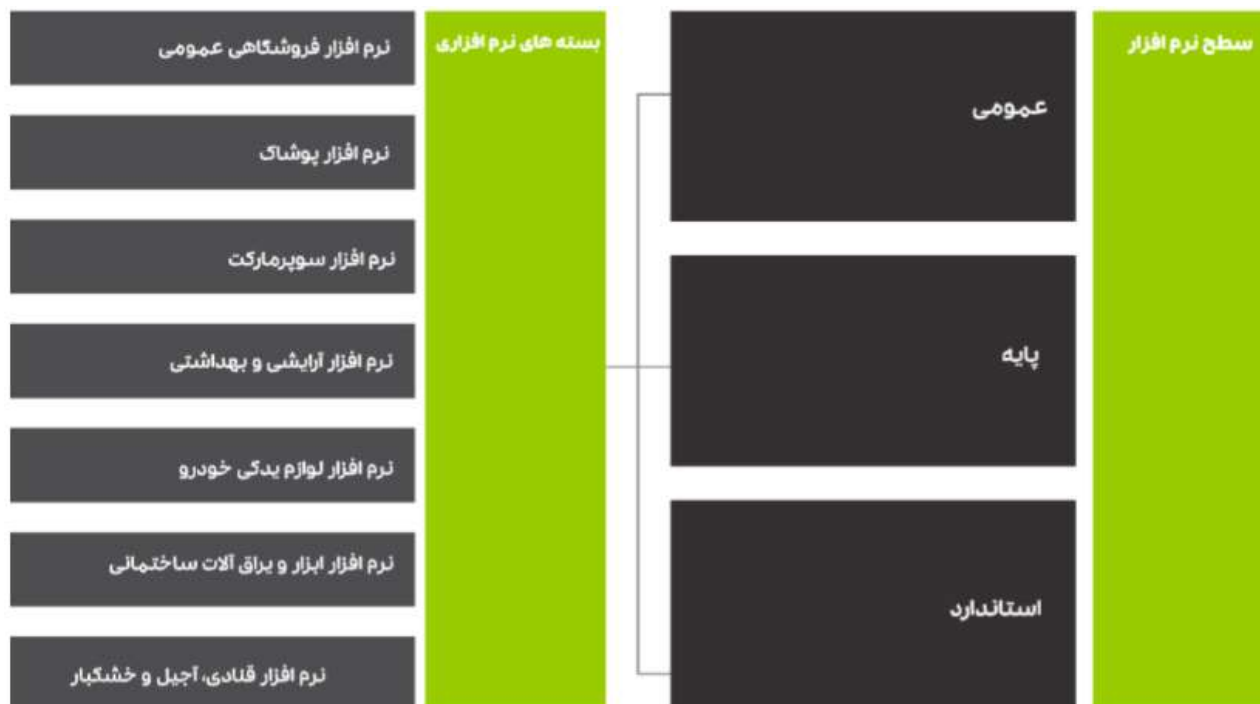 سطح نرم افزار
عمومی
پایه
استاندارد
بسته های نرم افزاری
نرم افزار فروشگاهی عمومی
نرم افزار پوشاک
نرم افزار سوپرمارکت
نرم افزار آرایشی و بهداشتی
نرم افزار لوازم یدکی خودرو
نرم افزار ابزار و یراق آلات ساختمانی
نرم افزار قنادی، آجیل و خشکبار